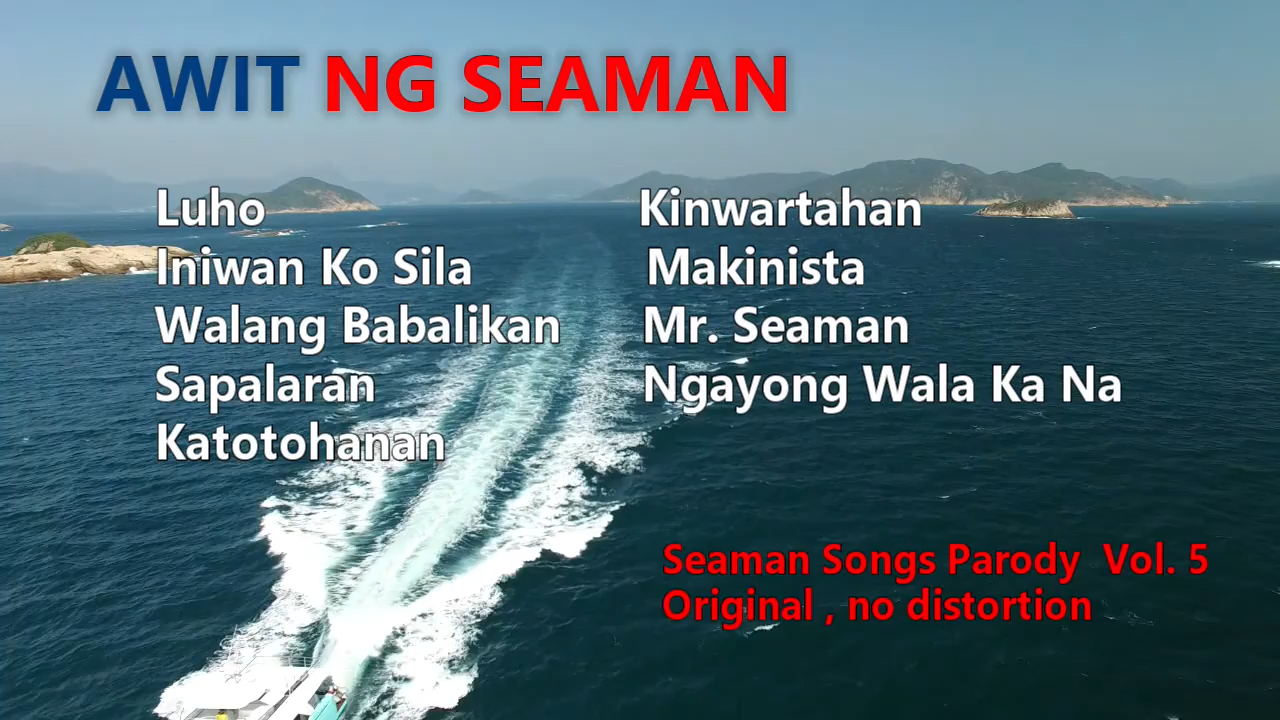 AWIT NG SEAMAN
Luho
Iniwan Ko Sila
Walang Babalikan
Sapalaran
Katotohanan
Kinwartahan
Makinista
Mr. Seaman
Ngayong Wala Ka Na
Seaman Songs Parody Vol. 5
Original , no distortion